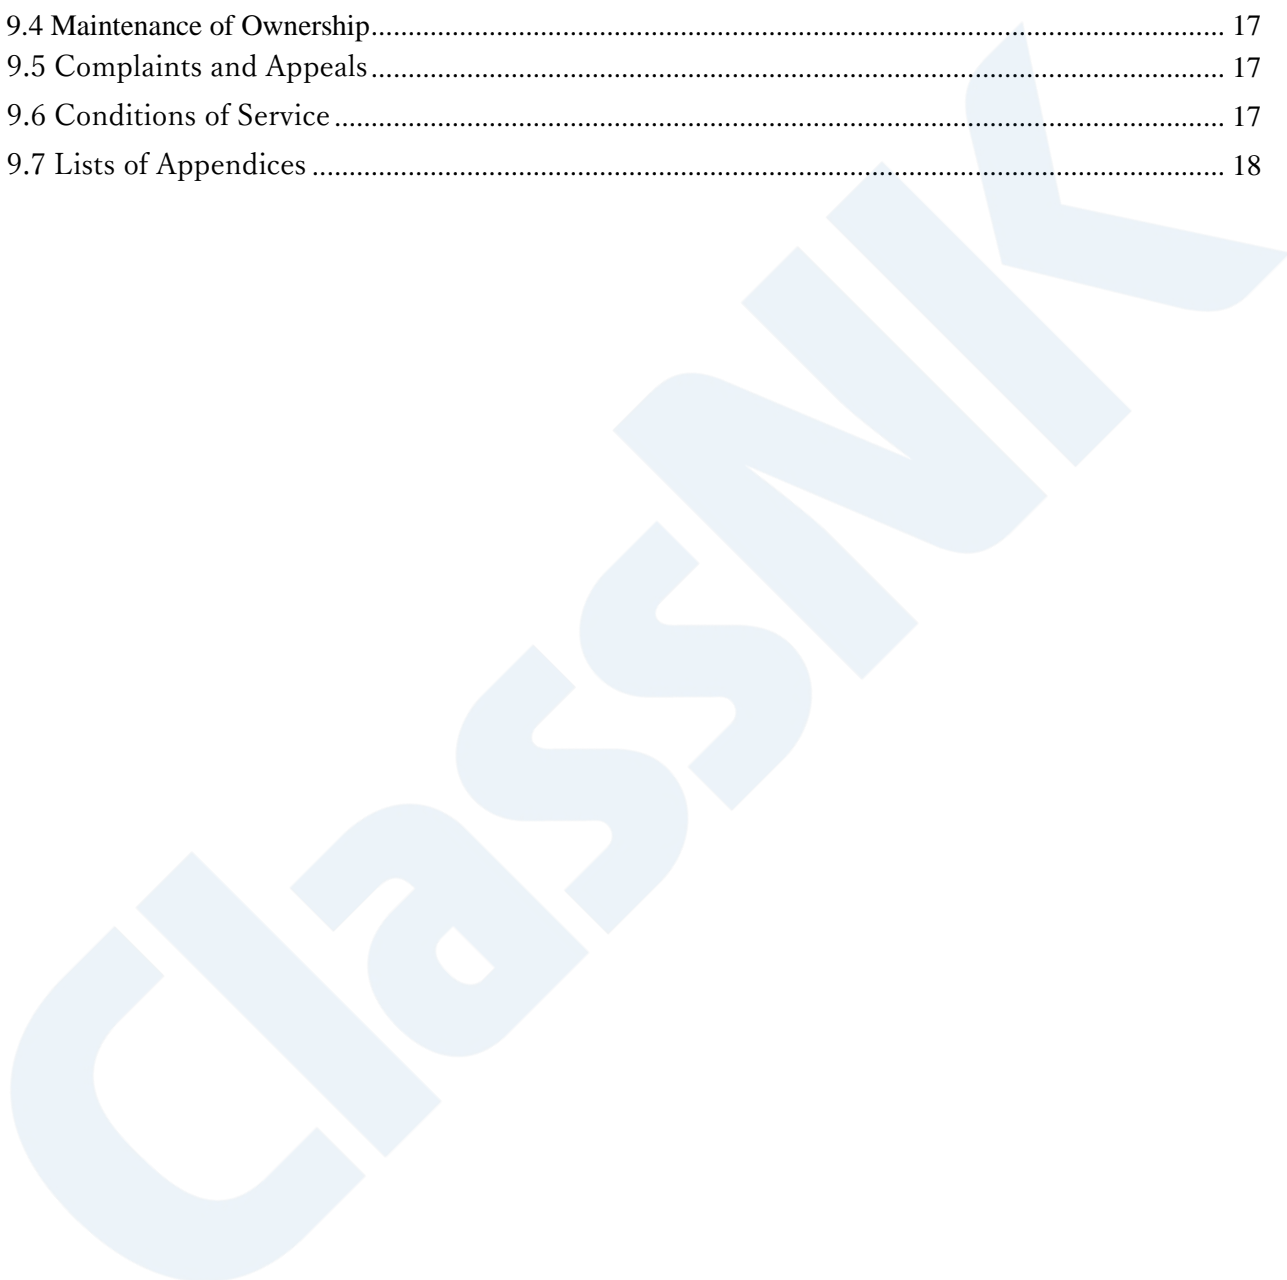 9.4 Maintenance of Ownership........................................................................................................................ 17
9.5 Complaints and Appeals........................................................................................................................ 17
9.6 Conditions of Service ............................................................................................................................. 17
9.7 Lists of Appendices ................................................................................................................................ 18
ClassNK